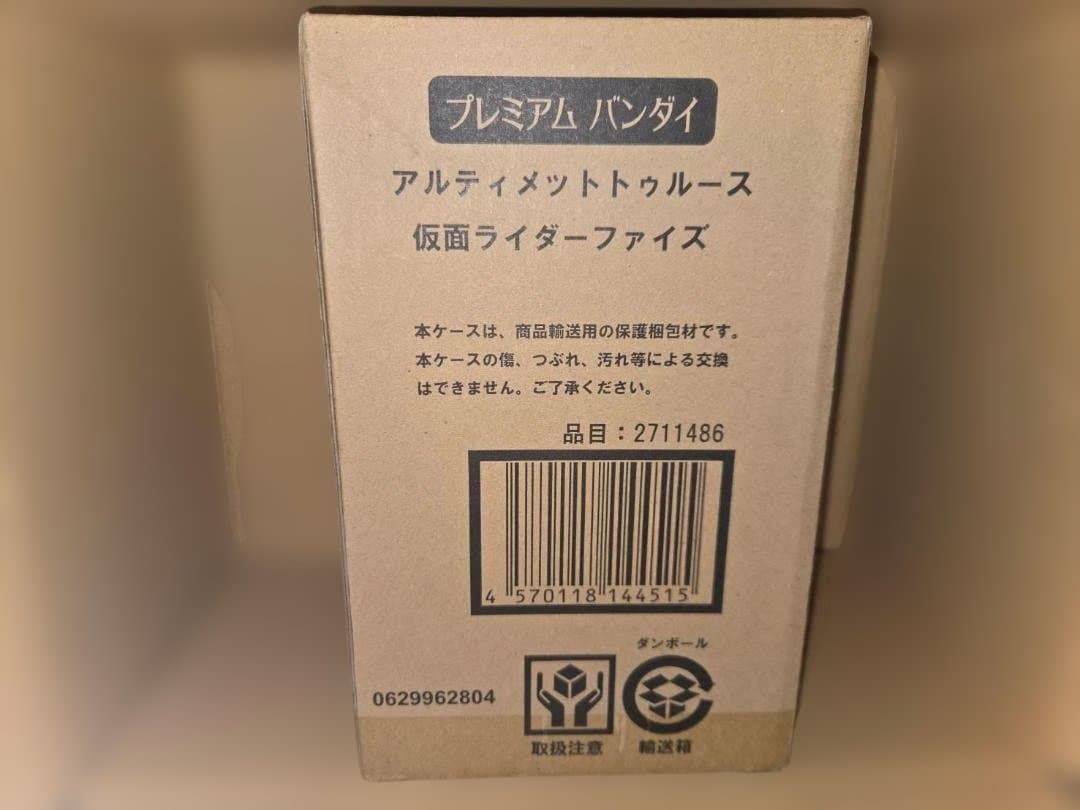 プレミアム バンダイ
アルティメットトゥルース
仮面ライダーファイズ
本ケースは、商品輸送用の保護梱包材です。
本ケースの傷、つぶれ、汚れ等による交換
はできません。ご了承ください。
品目：2711486
4 570118 144515
ダンボール
0629962804
取扱注意 輸送箱